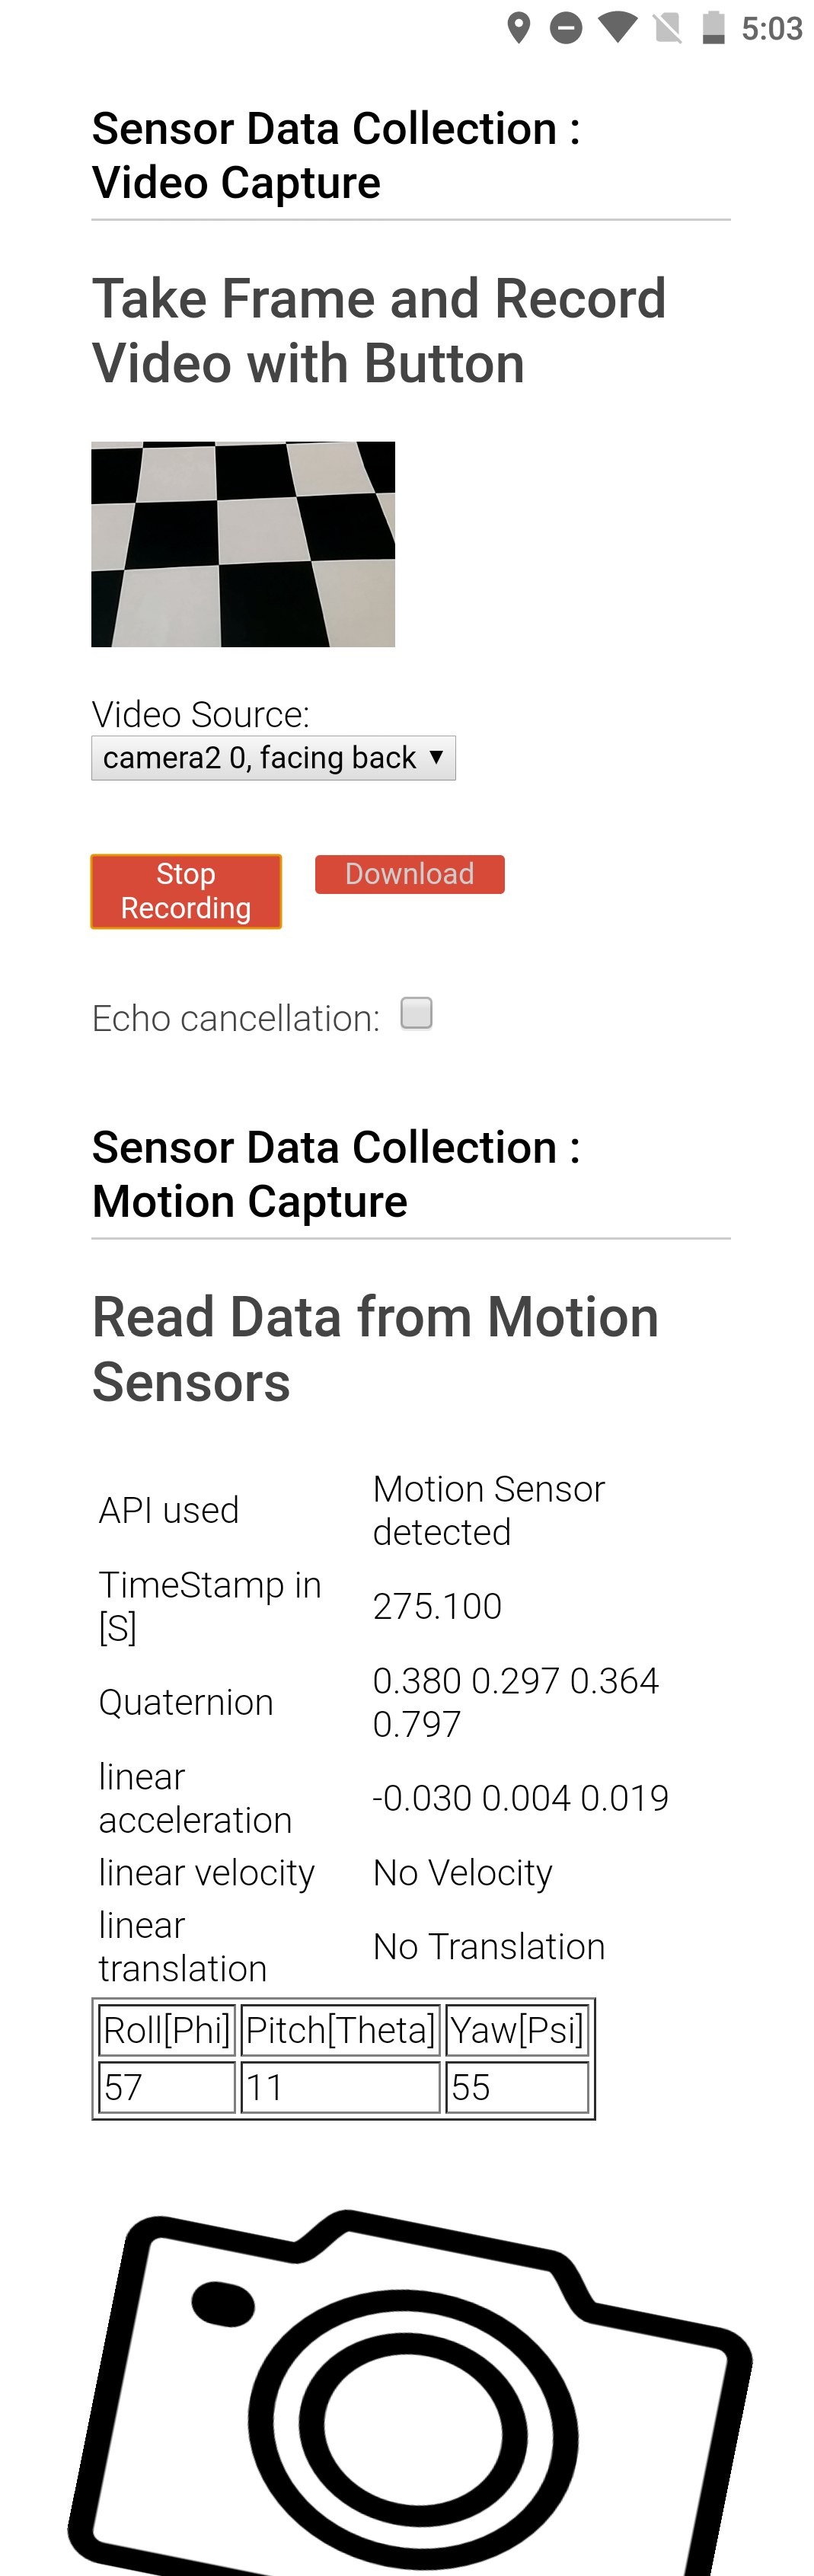 5:03
Sensor Data Collection :
Video Capture
Take Frame and Record
Video with Button
Video Source:
camera2 0, facing back
Stop
Recording
Download
Echo cancellation:
Sensor Data Collection :
Motion Capture
Read Data from Motion
Sensors
API used
Motion Sensor
detected
TimeStamp in
[S]
275.100
Quaternion
0.380 0.297 0.364
0.797
linear
acceleration
-0.030 0.004 0.019
linear velocity
No Velocity
linear
translation
No Translation
Roll[Phi] Pitch[Theta] Yaw[Psi]
57 11 55